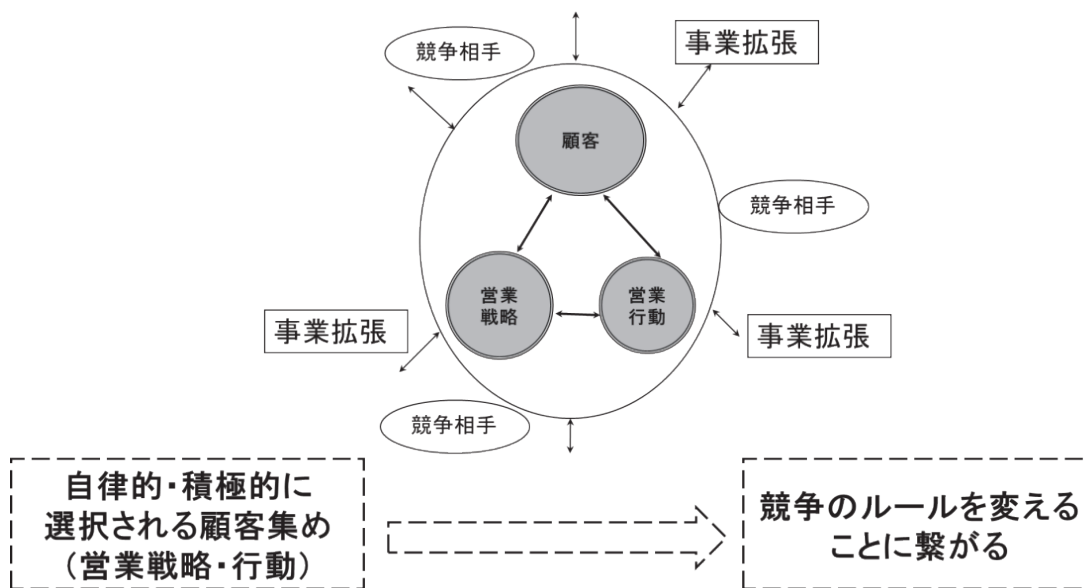 競争相手
事業拡張
顧客
競争相手
営業
戦略
営業
行動
事業拡張
事業拡張
競争相手
自律的・積極的に
選択される顧客集め
(営業戦略・行動)
競争のルールを変える
ことに繋がる